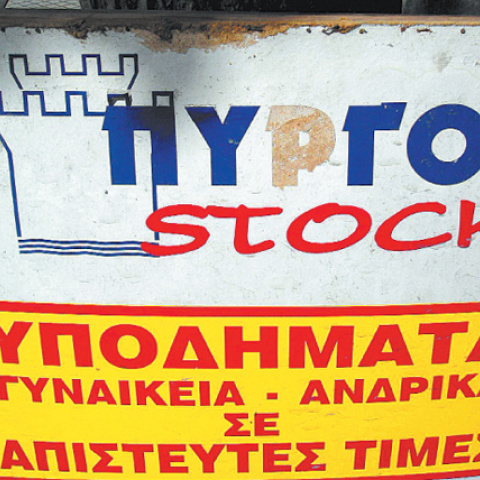 ΠΥΡΓΟ
STOCK
ΥΠΟΔΗΜΑΤΑ
ΓΥΝΑΙΚΕΙΑ - ΑΝΔΡΙΚΑ
ΣΕ
ΑΠΙΣΤΕΥΤΕΣ ΤΙΜΕΣ